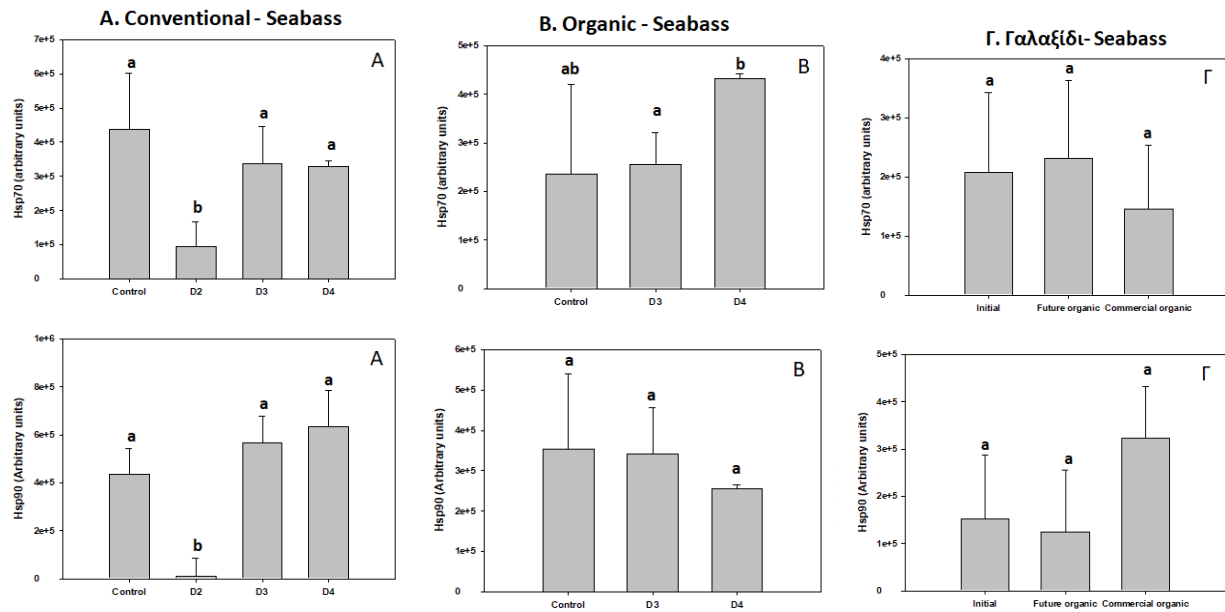 A. Conventional - Seabass
7e+5
6e+5
5e+5
4e+5
3e+5
2e+5
1e+5
0
Hsp70 (arbitrary units)
a
b
a
a
A
Control D2 D3 D4
B. Organic - Seabass
5e+5
4e+5
3e+5
2e+5
1e+5
0
Hsp70 (arbitrary units)
ab
a
b
B
Control D3 D4
Γ. Γαλαξίδι- Seabass
4e+5
3e+5
2e+5
1e+5
0
Hsp70 (arbitrary units)
a
a
a
Γ
Initial Future organic Commercial organic
1e+6
8e+5
6e+5
4e+5
2e+5
0
Hsp90 (Arbitrary units)
a
b
a
a
A
Control D2 D3 D4
6e+5
5e+5
4e+5
3e+5
2e+5
1e+5
0
Hsp90 (Arbitrary units)
a
a
a
B
Control D3 D4
5e+5
4e+5
3e+5
2e+5
1e+5
0
Hsp90 (Arbitrary units)
a
a
a
Γ
Initial Future organic Commercial organic